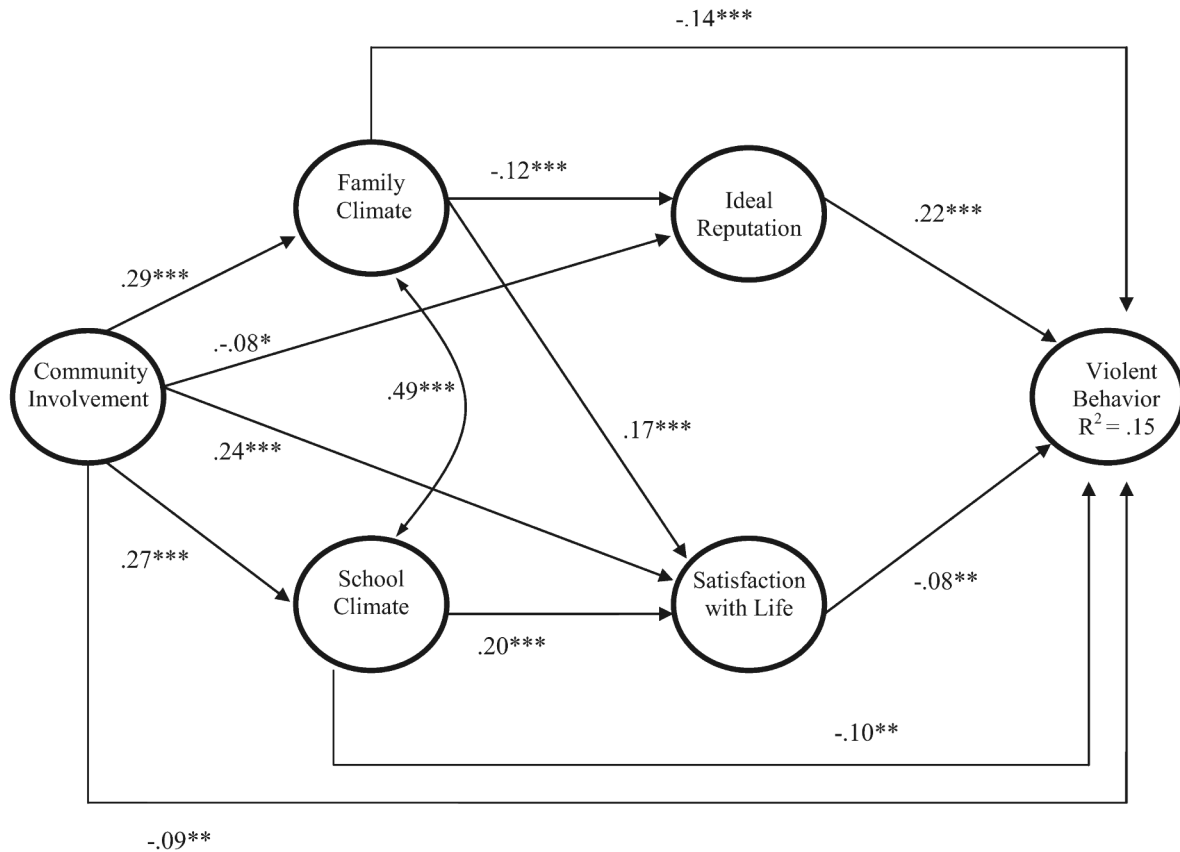 -.14***
Family
Climate
-.12***
Ideal
Reputation
.22***
.29***
.-.08*
Community
Involvement
.49***
Violent
Behavior
R² = .15
.17***
.24***
.27***
School
Climate
Satisfaction
with Life
-.08**
.20***
-.10**
-.09**